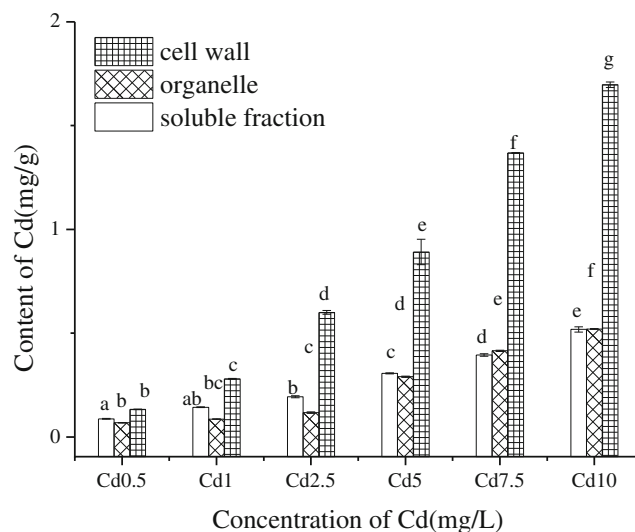 2
1
0
Content of Cd(mg/g)
cell wall
organelle
soluble fraction
a b b
ab bc c
b c d
c d e
d e f
e f g
Cd0.5 Cd1 Cd2.5 Cd5 Cd7.5 Cd10
Concentration of Cd(mg/L)